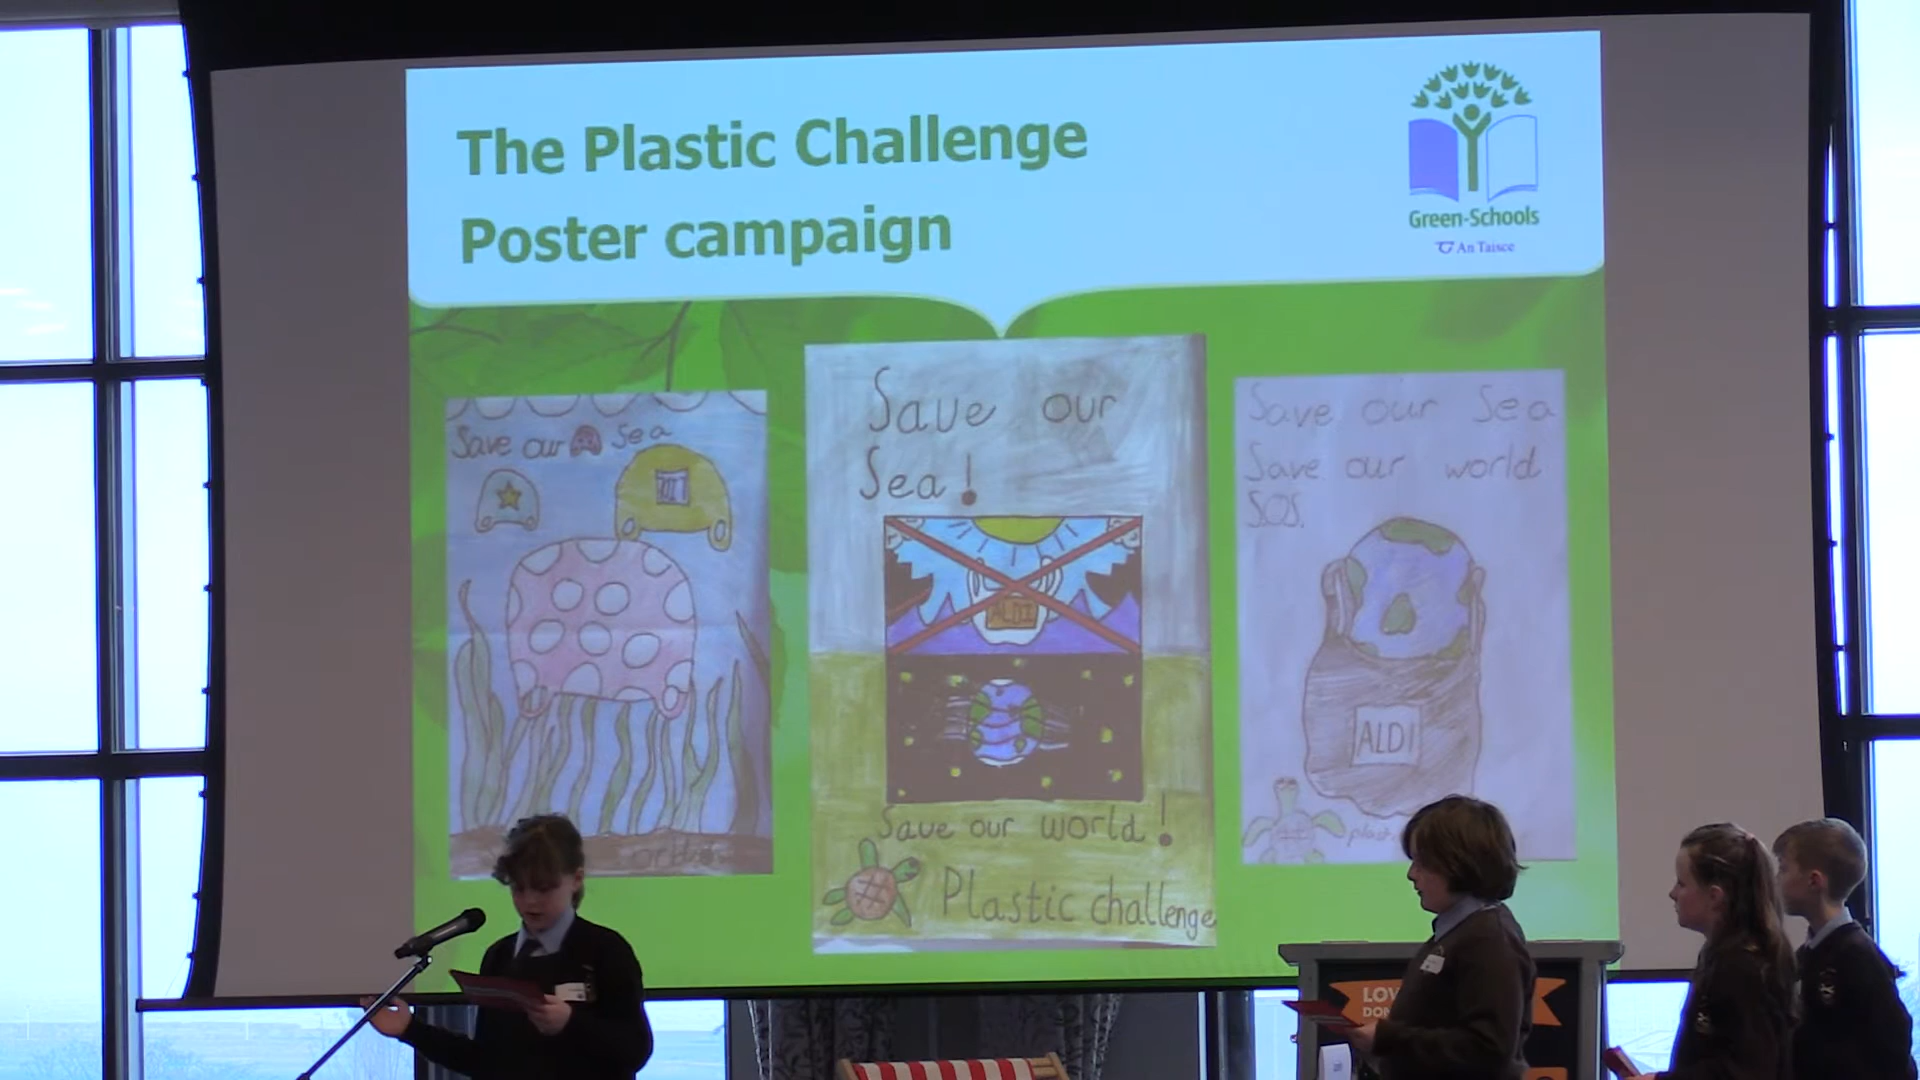 The Plastic Challenge
Poster campaign
Green-Schools
An Taisce
Save our Sea
Save our
Sea!
ALDI
Save our world!
Plastic challenge
Save our Sea
Save our world
S.O.S.
ALDI